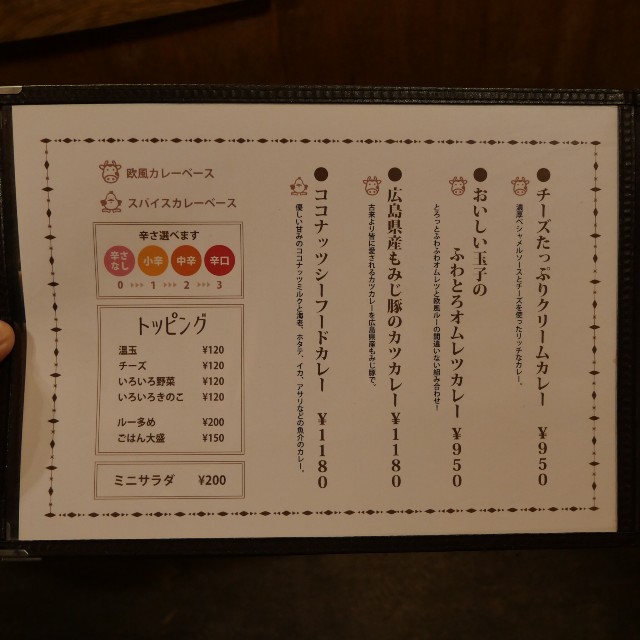 ●チーズたっぷりクリームカレー ¥950
濃厚ベシャメルソースとチーズを使ったリッチなカレー。
●おいしい玉子の
ふわとろオムレツカレー ¥950
とろっとふわふわオムレツと欧風ルーの間違いない組み合わせ!
●広島県産もみじ豚のカツカレー ¥1180
古来より皆に愛されるカツカレーを広島県産もみじ豚で。
●ココナッツシーフードカレー ¥1180
優しい甘みのココナッツミルクと海老、ホタテ、イカ、アサリなどの魚介のカレー。
欧風カレーベース
スパイスカレーベース
辛さ選べます
辛さなし 小辛 中辛 辛口
0 >>> 1 >>> 2 >>> 3
トッピング
温玉 ¥120
チーズ ¥120
いろいろ野菜 ¥120
いろいろきのこ ¥120
ルー多め ¥200
ごはん大盛 ¥150
ミニサラダ ¥200